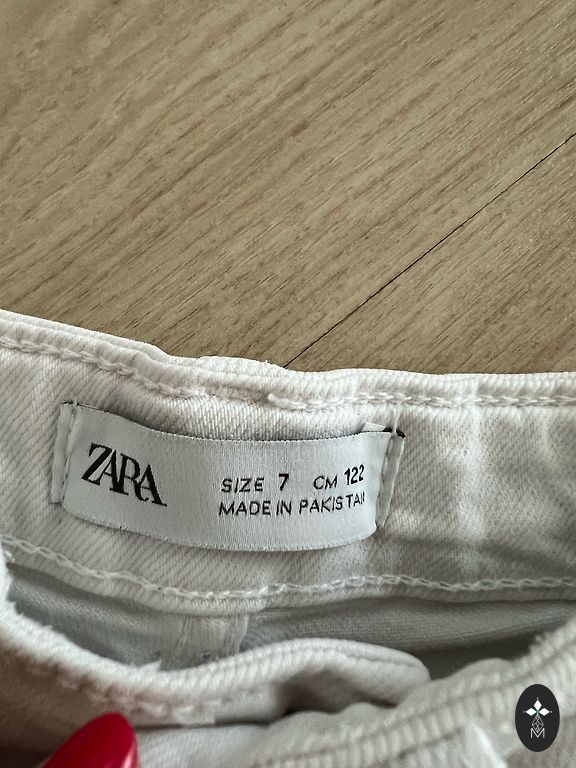 ZARA
SIZE 7 CM 122
MADE IN PAKISTAN
M